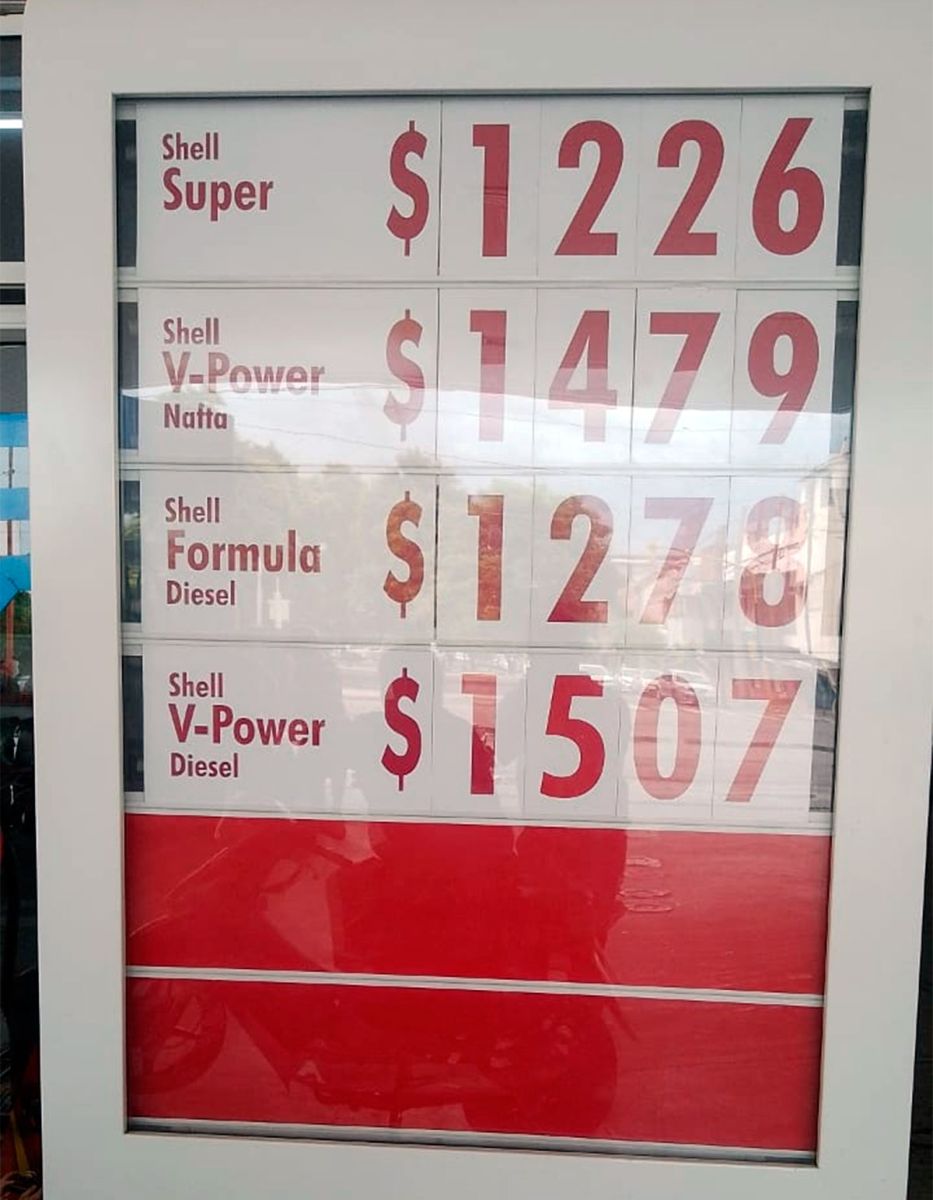 Shell
Super $ 1226
Shell
V-Power $ 1479
Nafta
Shell
Formula $ 1278
Diesel
Shell
V-Power $ 1507
Diesel